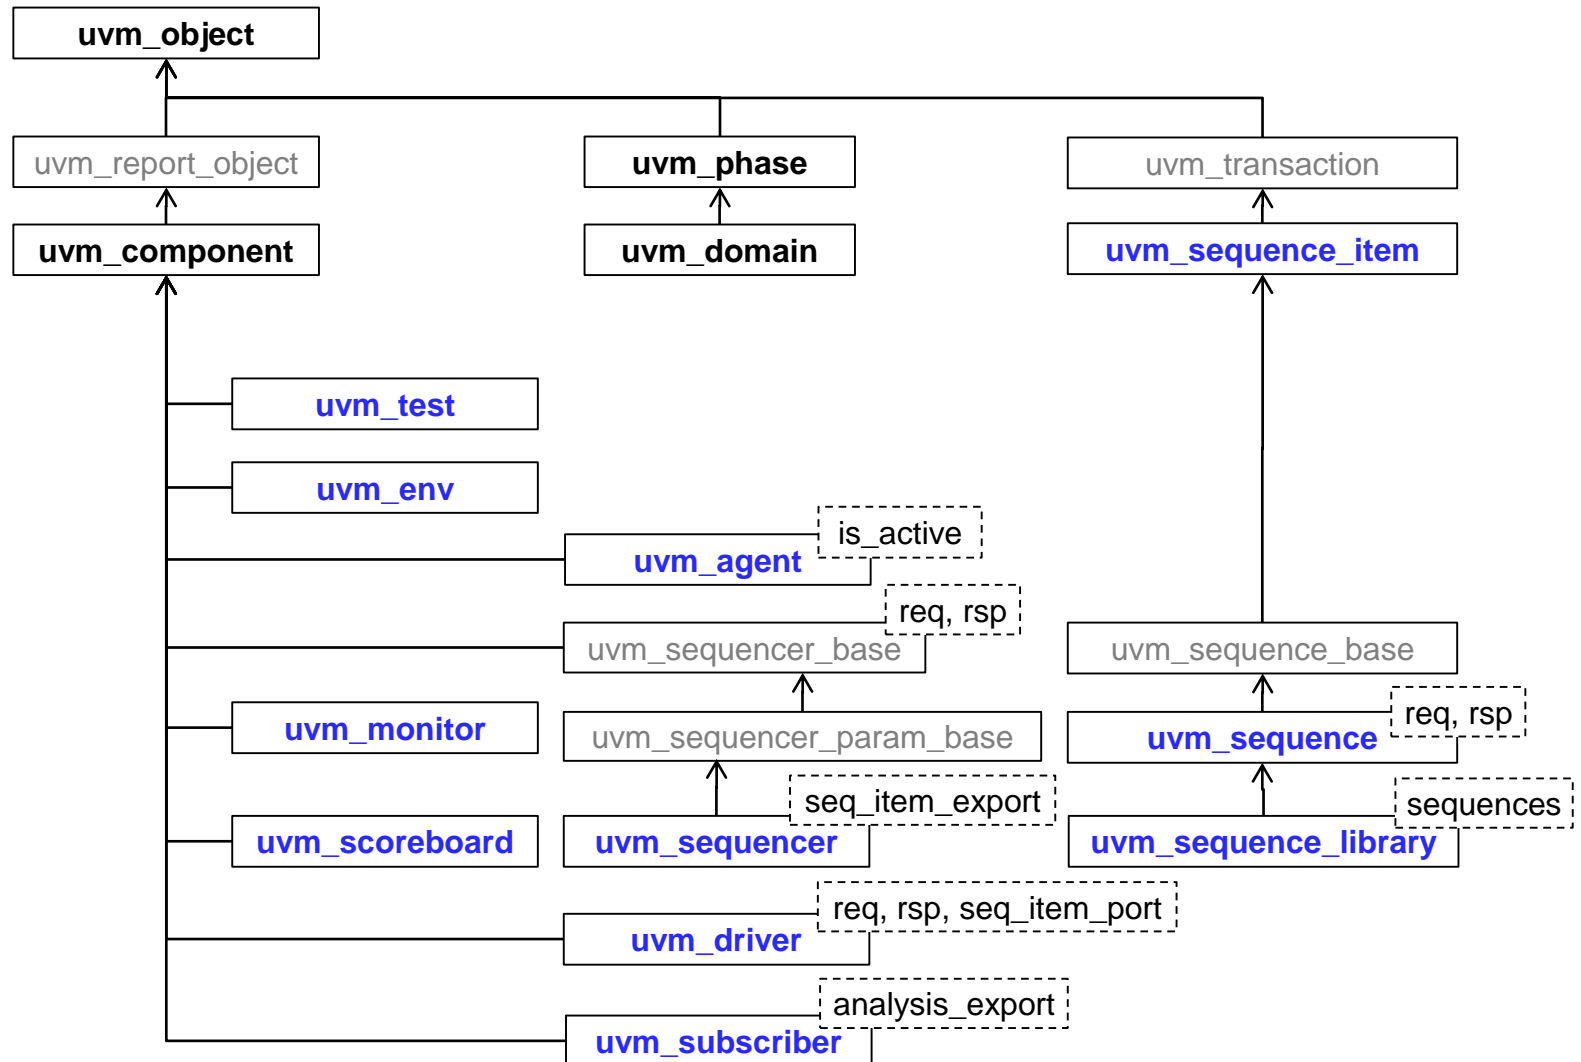 uvm_object
uvm_report_object
uvm_phase
uvm_transaction
uvm_component
uvm_domain
uvm_sequence_item
uvm_test
uvm_env
is_active
uvm_agent
req, rsp
uvm_sequencer_base
uvm_sequence_base
req, rsp
uvm_monitor
uvm_sequencer_param_base
uvm_sequence
seq_item_export
sequences
uvm_scoreboard
uvm_sequencer
uvm_sequence_library
req, rsp, seq_item_port
uvm_driver
analysis_export
uvm_subscriber